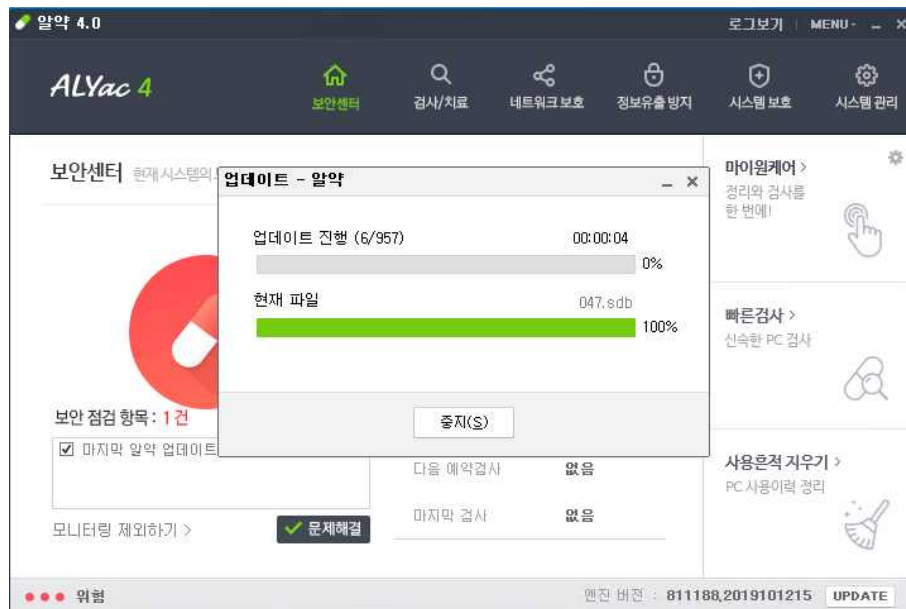 알약 4.0
로그보기 MENU
ALYac 4
보안센터
검사/치료
네트워크 보호
정보유출 방지
시스템 보호
시스템 관리
보안센터 현재 시스템의
업데이트 - 알약
업데이트 진행 (6/957) 00:00:04
0%
현재 파일 047.sdb
100%
중지(S)
마이원케어 >
정리와 검사를
한 번에!
빠른검사 >
신속한 PC 검사
사용흔적 지우기 >
PC 사용이력 정리
보안 점검 항목 : 1건
마지막 알약 업데이트
모니터링 제외하기 >
문제해결
다음 예약검사 없음
마지막 검사 없음
위험
엔진 버전 : 811188,2019101215 UPDATE